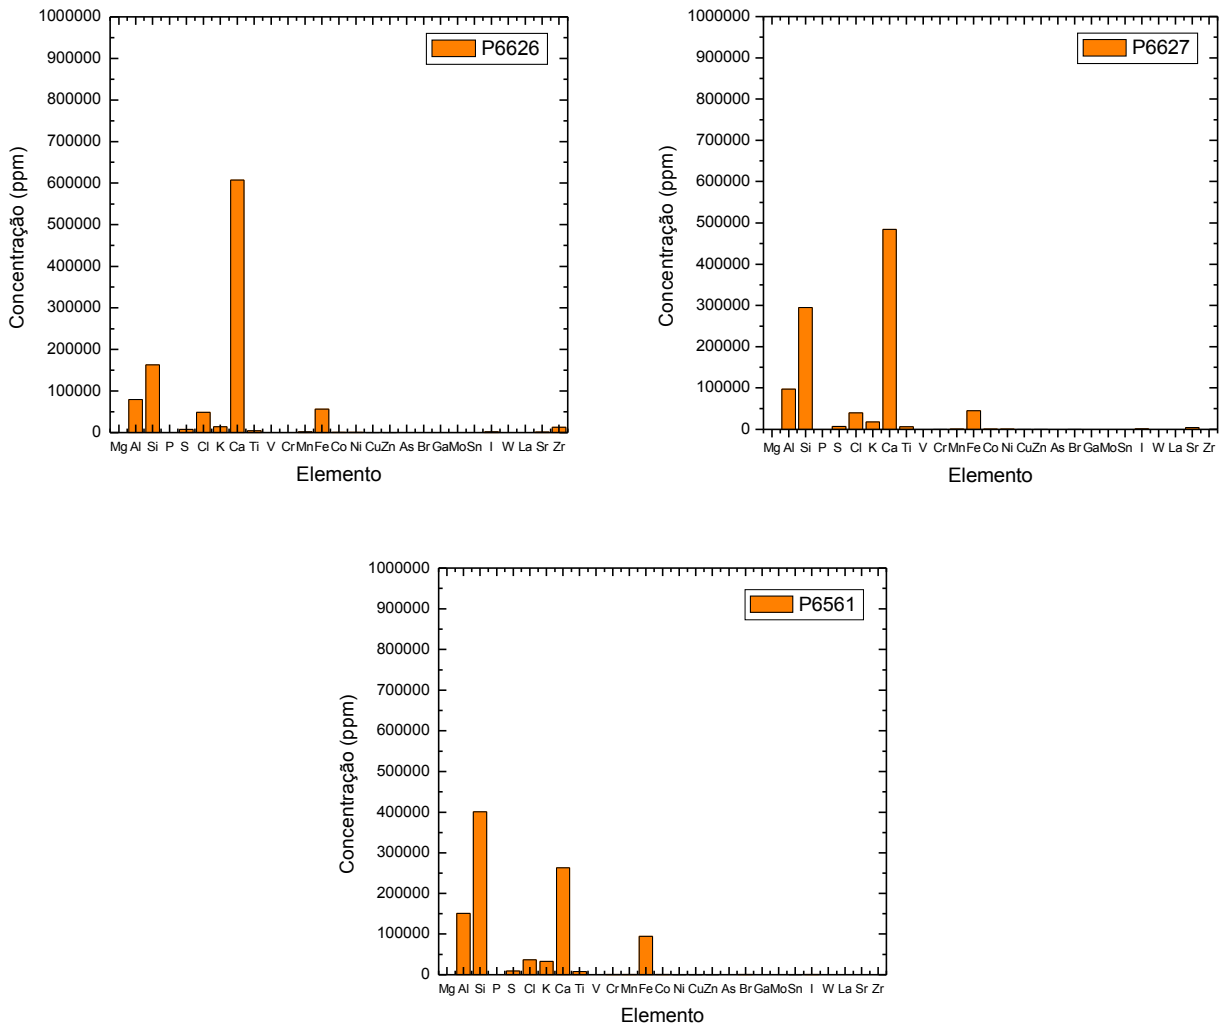 1000000
900000
800000
700000
600000
500000
400000
300000
200000
100000
0
Concentração (ppm)
P6626
Mg Al Si P S Cl K Ca Ti V Cr Mn Fe Co Ni Cu Zn As Br Ga Mo Sn I W La Sr Zr
Elemento
1000000
900000
800000
700000
600000
500000
400000
300000
200000
100000
0
Concentração (ppm)
P6627
Mg Al Si P S Cl K Ca Ti V Cr Mn Fe Co Ni Cu Zn As Br Ga Mo Sn I W La Sr Zr
Elemento
1000000
900000
800000
700000
600000
500000
400000
300000
200000
100000
0
Concentração (ppm)
P6561
Mg Al Si P S Cl K Ca Ti V Cr Mn Fe Co Ni Cu Zn As Br Ga Mo Sn I W La Sr Zr
Elemento